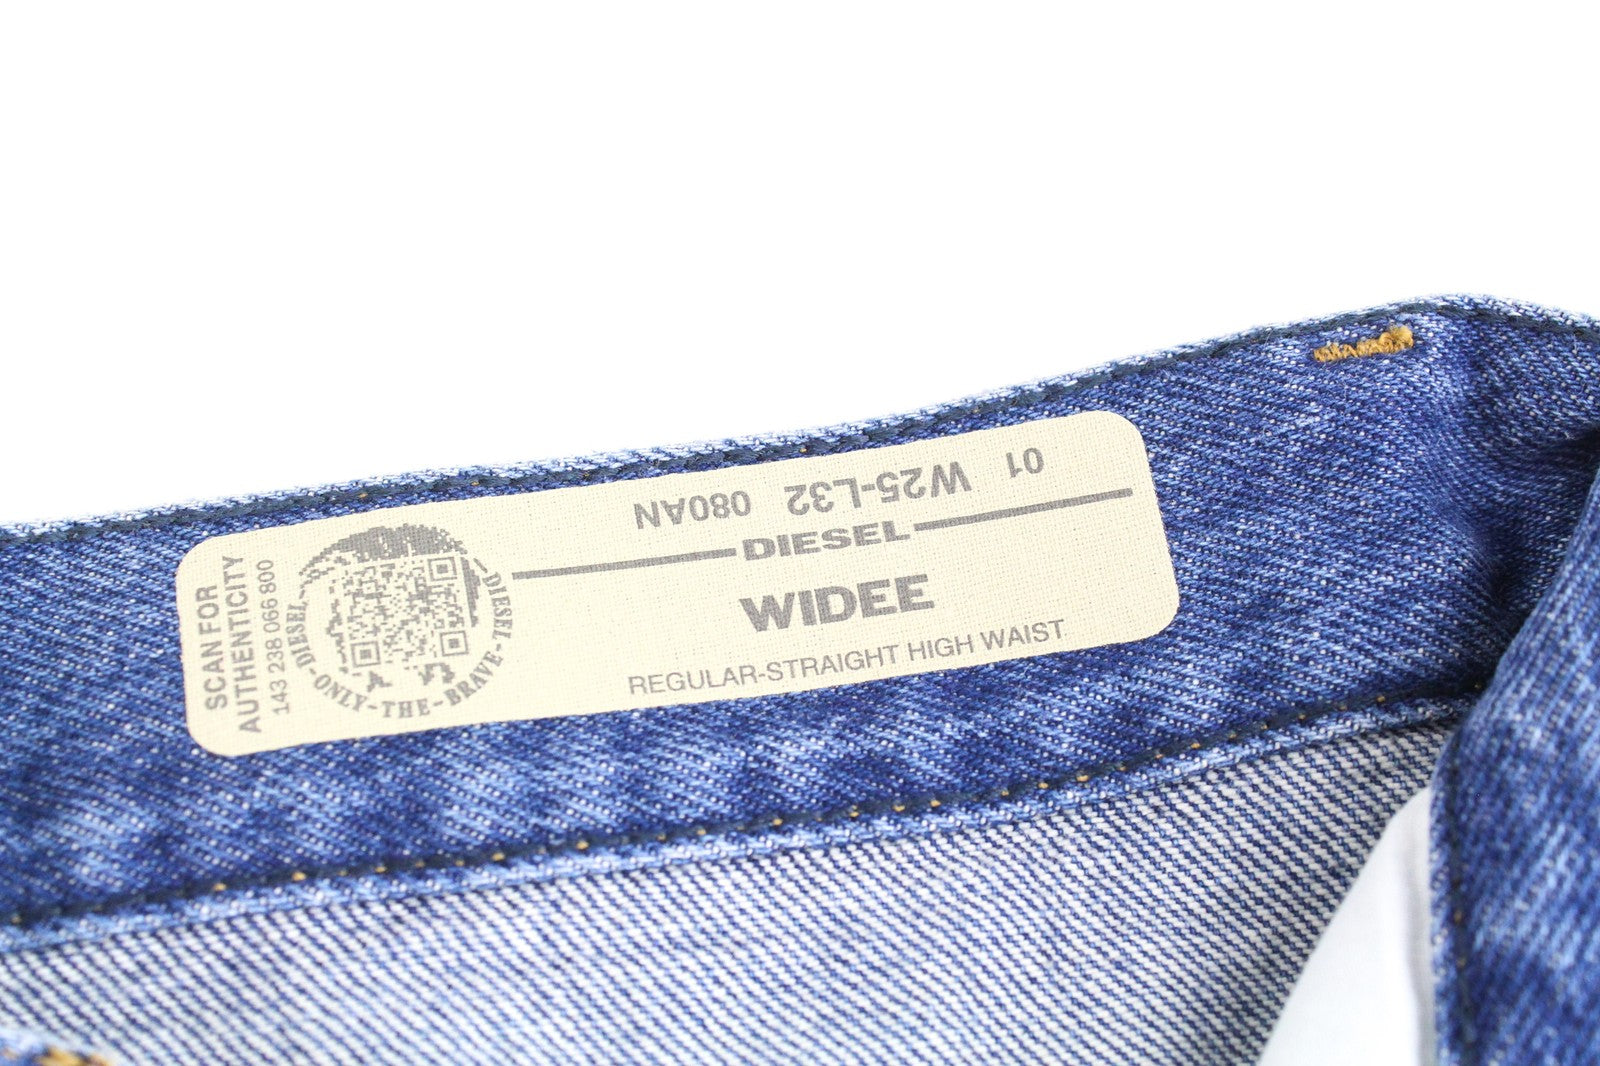 SCAN FOR
AUTHENTICITY
143 238 066 800
DIESEL-ONLY-THE-BRAVE-DIESEL
01 W25-L32 080AN
DIESEL
WIDEE
REGULAR-STRAIGHT HIGH WAIST